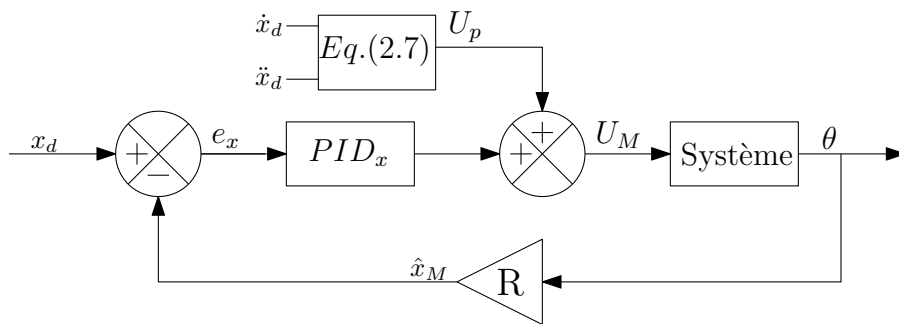 ẋ_d
ẍ_d
Eq.(2.7)
U_p
x_d
+
−
e_x
PID_x
+
+
U_M
Système
θ
x̂_M
R